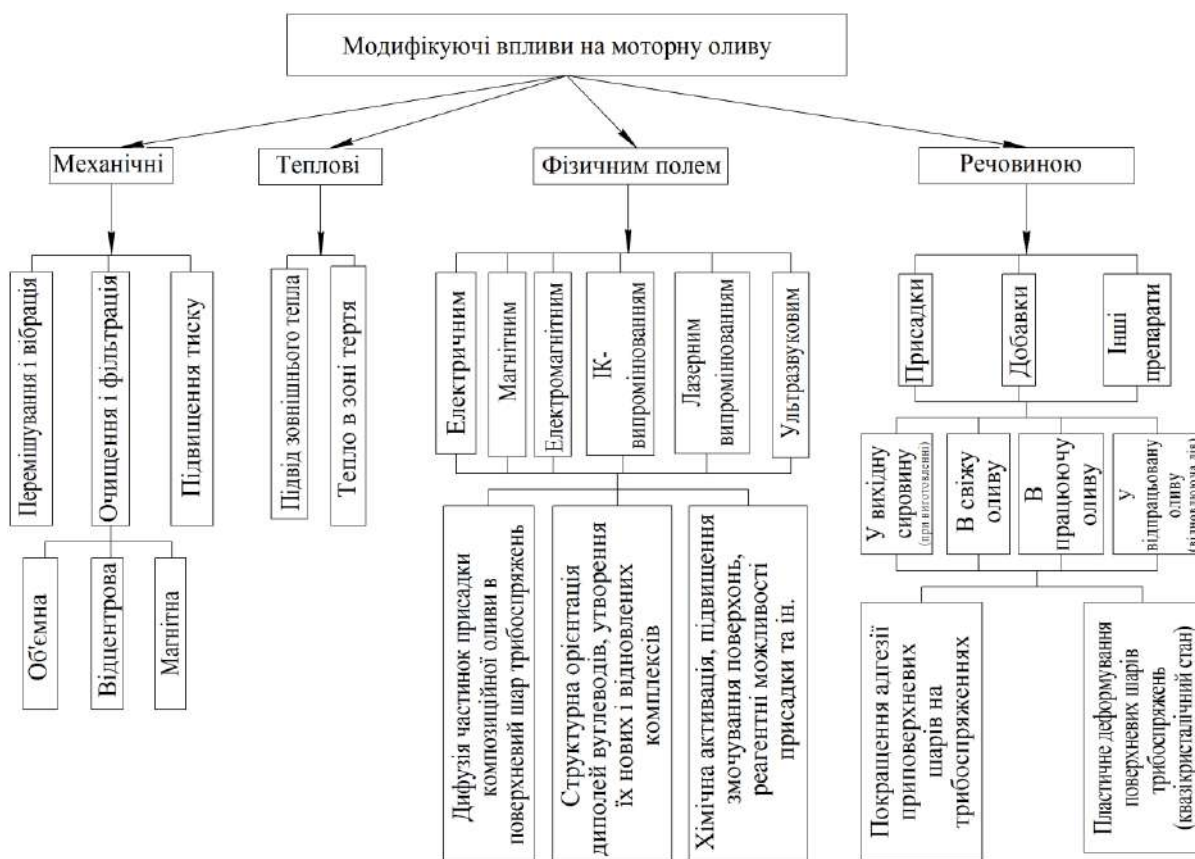 Модифікуючі впливи на моторну оливу
Механічні
Теплові
Фізичним полем
Речовиною
Перемішування і вібрація
Очищення і фільтрація
Підвищення тиску
Підвід зовнішнього тепла
Тепло в зоні тертя
Електричним
Магнітним
Електромагнітним
ІК-
випромінюванням
Лазерним
випромінюванням
Ультразвуковим
Присадки
Добавки
Інші
препарати
У вихідну
сировину
(при виготовленні)
В свіжу
оливу
В
працюючу
оливу
У
відпрацьовану
оливу
Об'ємна
Відцентрова
Магнітна
Дифузія частинок присадки
композиційної оливи в
поверхневий шар трибоспряжень
Структурна орієнтація
диполей вуглеводів, утворення
їх нових і відновлених
комплексів
Хімічна активація, підвищення
змочування поверхонь,
реагентні можливості
присадки та ін.
Покращення адгезії
приповерхневих
шарів на
трибоспряженнях
Пластичне деформування
поверхневих шарів
трибоспряжень
(квазікристалічний стан)